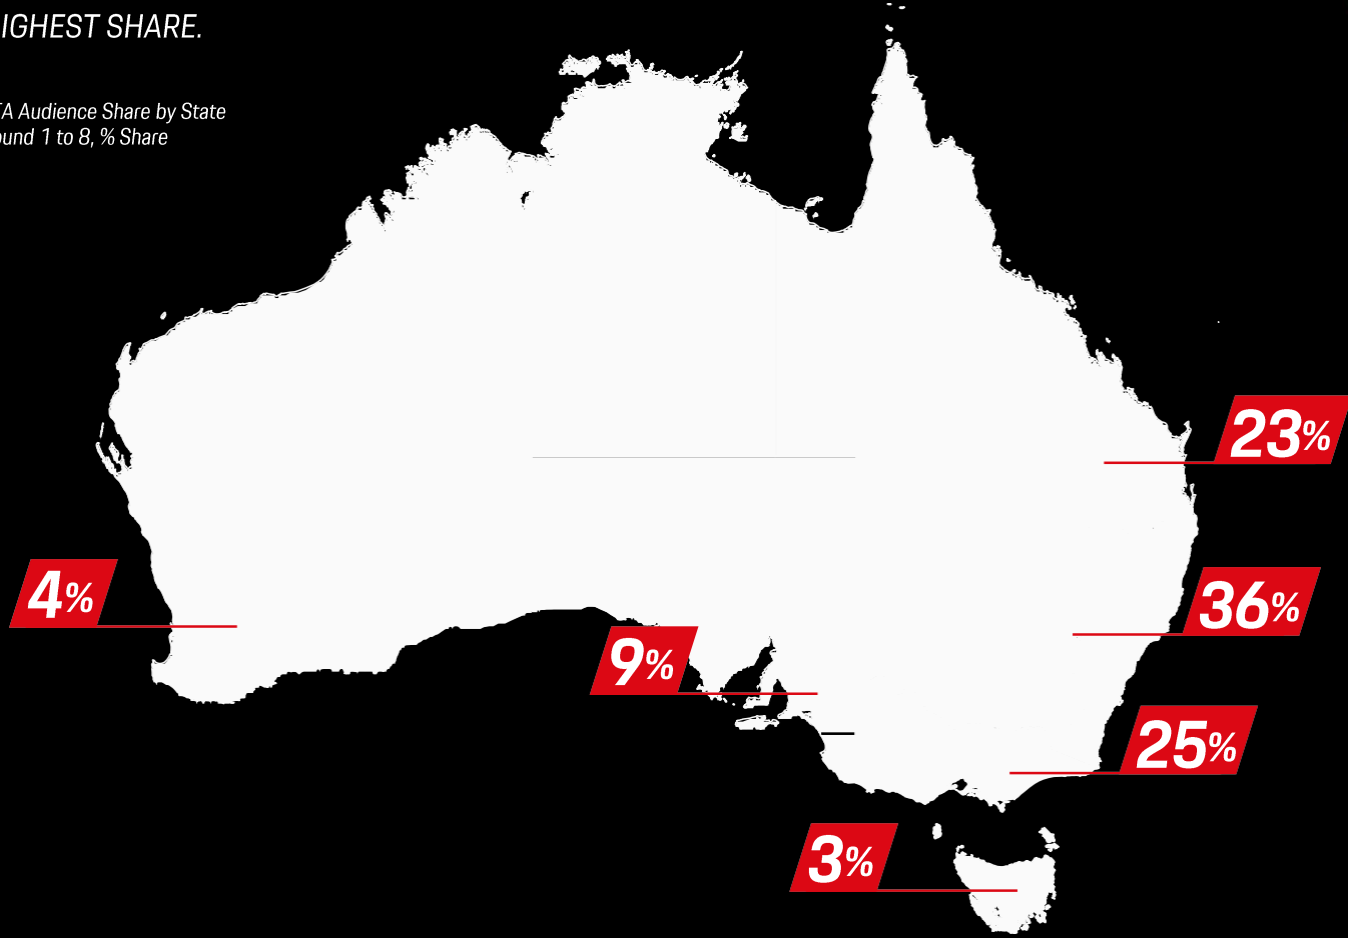 IGHEST SHARE.
A Audience Share by State
und 1 to 8, % Share
23%
4%
36%
9%
25%
3%